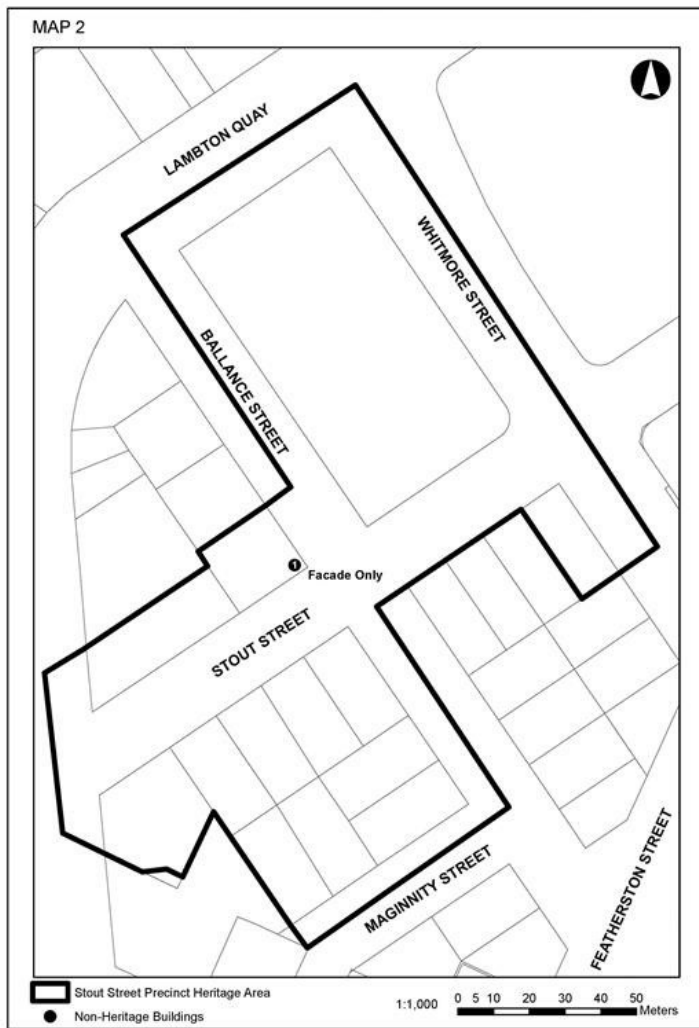 MAP 2
LAMBTON QUAY
WHITMORE STREET
BALLANCE STREET
1
Facade Only
STOUT STREET
MAGINNITY STREET
FEATHERSTON STREET
Stout Street Precinct Heritage Area
Non-Heritage Buildings
1:1,000
0 5 10 20 30 40 50
Meters